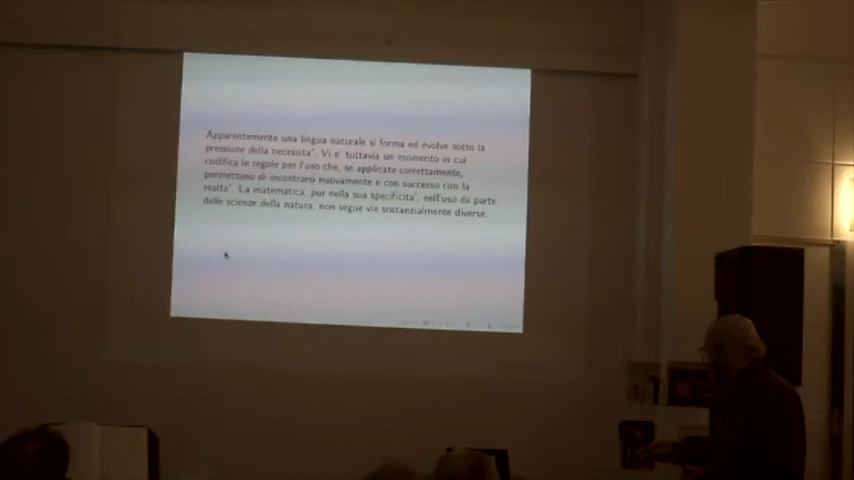 Apparentemente una lingua naturale si forma ed evolve sotto la
pressione della necessita'. Vi e' tuttavia un momento in cui
codifica le regole per l'uso che, se applicate correttamente,
permettono di incontrarsi nuovamente e con successo con la
realta'. La matematica, pur nella sua specificita', nell'uso da parte
delle scienze della natura, non segue vie sostanzialmente diverse.